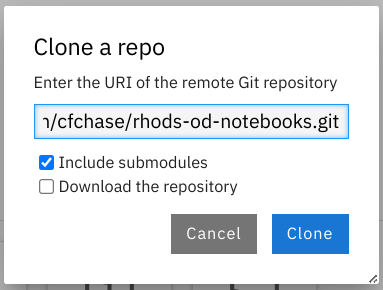 Clone a repo
Enter the URI of the remote Git repository
/cfchase/rhods-od-notebooks.git
Include submodules
Download the repository
Cancel
Clone